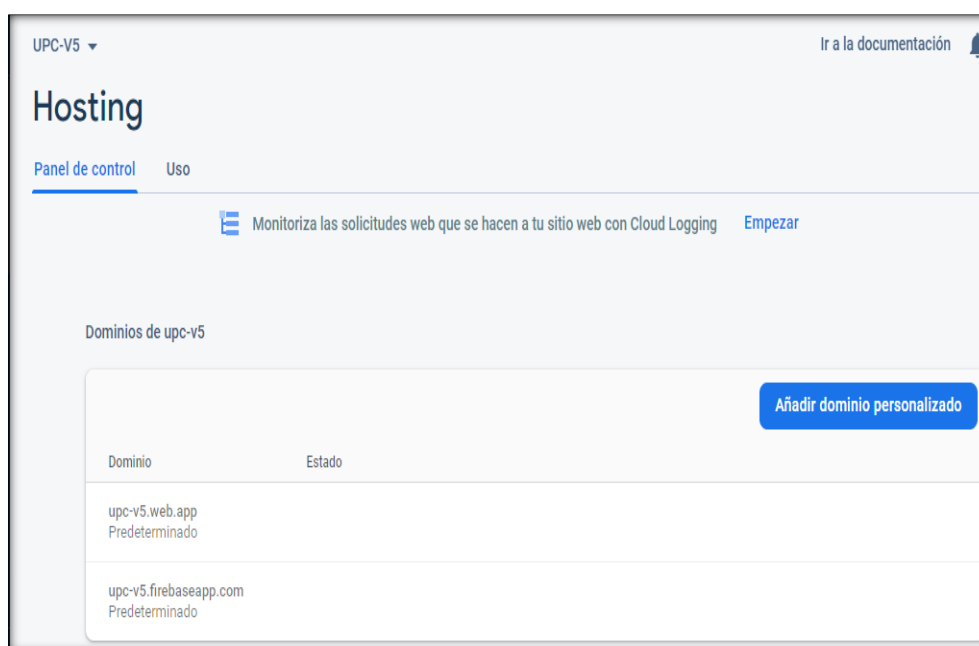 UPC-V5
Ir a la documentación
Hosting
Panel de control
Uso
Monitoriza las solicitudes web que se hacen a tu sitio web con Cloud Logging
Empezar
Dominios de upc-v5
Añadir dominio personalizado
Dominio
Estado
upc-v5.web.app
Predeterminado
upc-v5.firebaseapp.com
Predeterminado